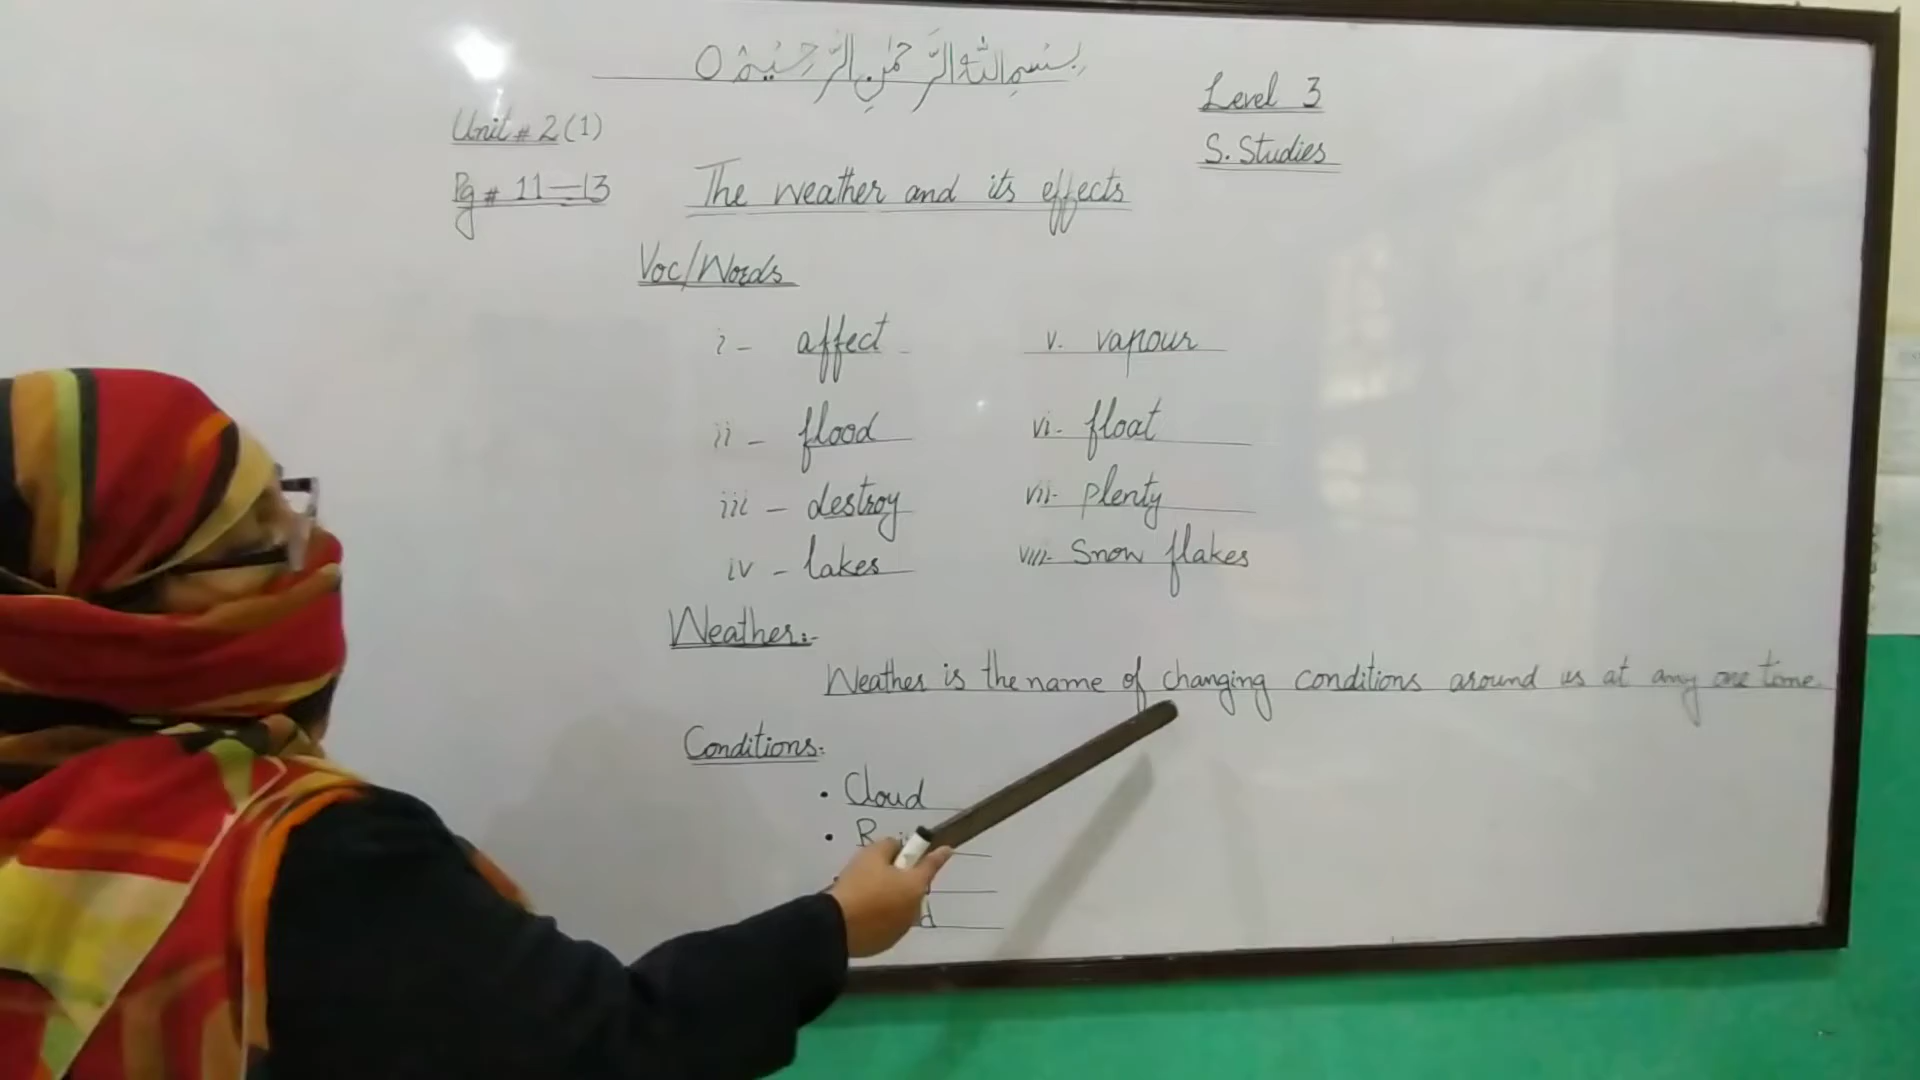 بِسْمِ اللهِ الرَّحْمٰنِ الرَّحِيْمِ ○
Level 3
Unit # 2 (1)
S. Studies
Pg # 11—13
The weather and its effects
Voc/Words
i - affect
v. vapour
ii - flood
vi- float
iii - destroy
vii- plenty
iv - lakes
viii- Snow flakes
Weather:-
Weather is the name of changing conditions around us at any one time.
Conditions:
• Cloud